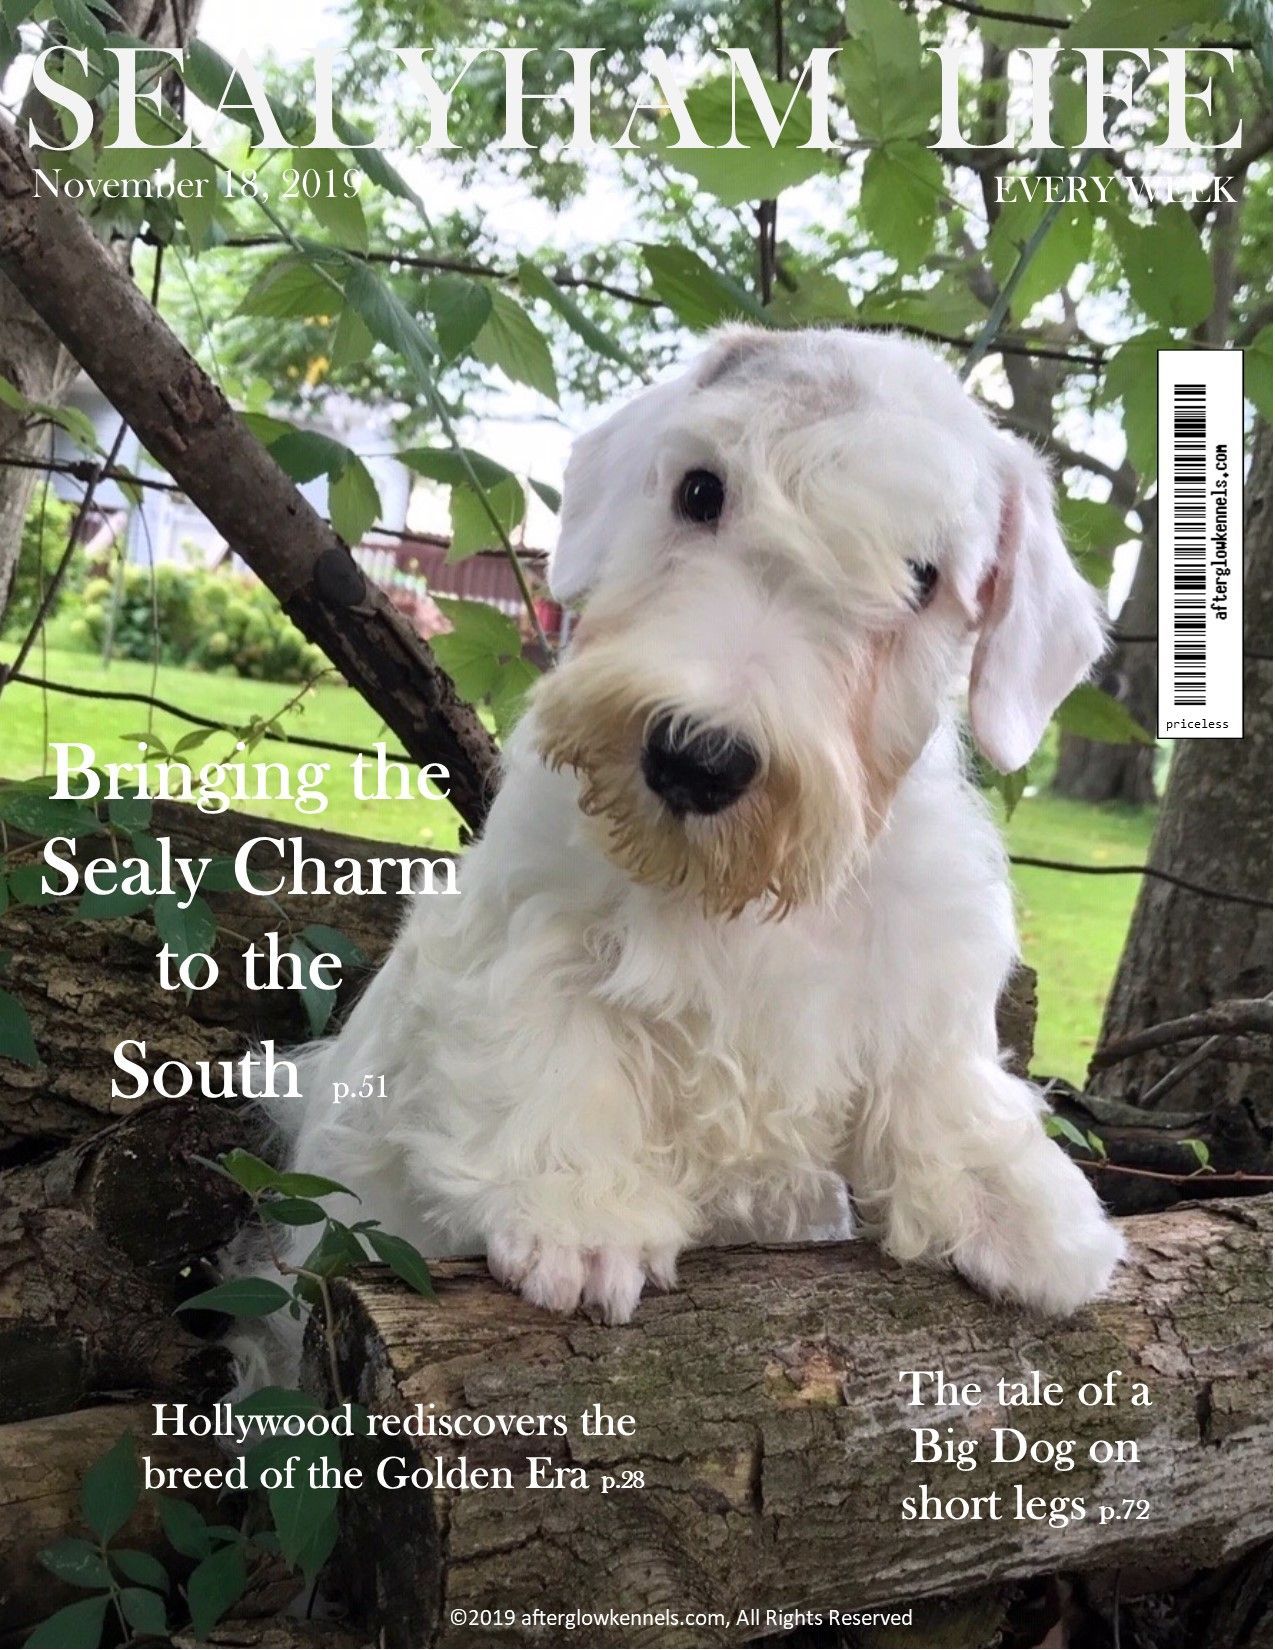 SEALYHAM LIFE
November 18, 2019
EVERY WEEK
afterglowkennels.com
priceless
Bringing the
Sealy Charm
to the
South p.51
Hollywood rediscovers the
breed of the Golden Era p.28
The tale of a
Big Dog on
short legs p.72
©2019 afterglowkennels.com, All Rights Reserved